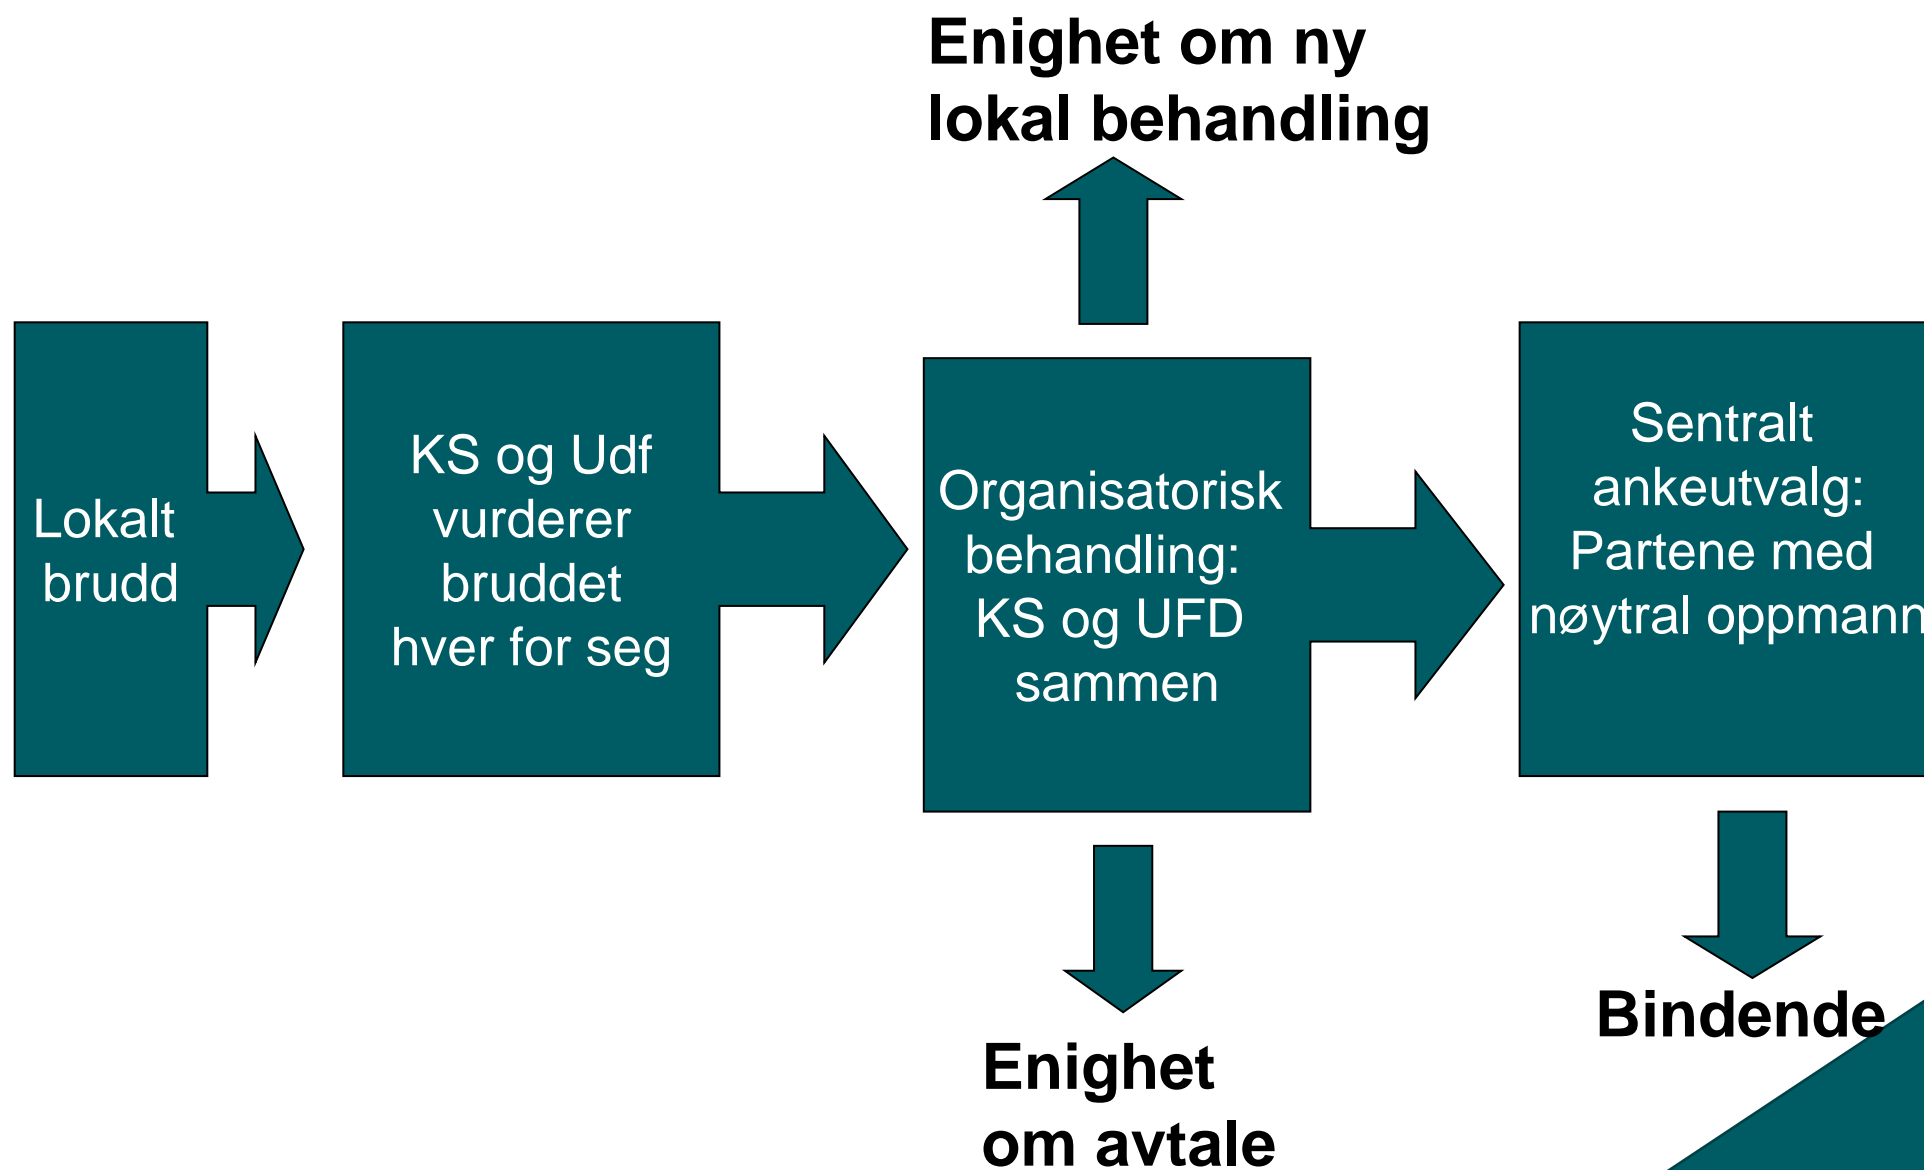 Enighet om ny
lokal behandling
Lokalt
brudd
KS og Udf
vurderer
bruddet
hver for seg
Organisatorisk
behandling:
KS og UFD
sammen
Sentralt
ankeutvalg:
Partene med
nøytral oppmann
Enighet
om avtale
Bindende